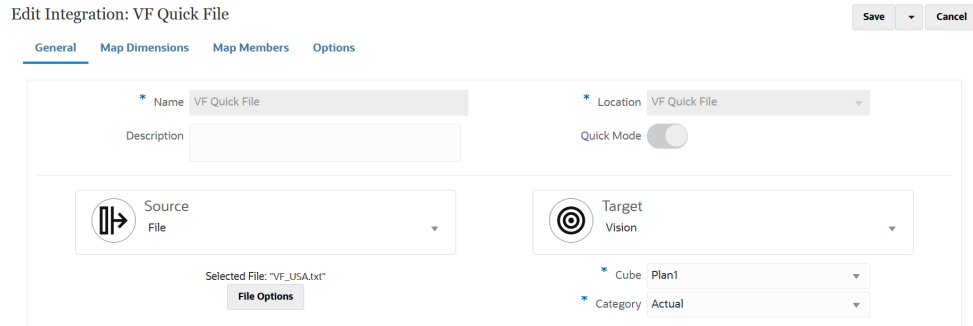 Edit Integration: VF Quick File
Save
Cancel
General Map Dimensions Map Members Options
* Name VF Quick File
* Location VF Quick File
Description
Quick Mode
Source
File
Target
Vision
Selected File: "VF_USA.txt"
File Options
* Cube Plan1
* Category Actual